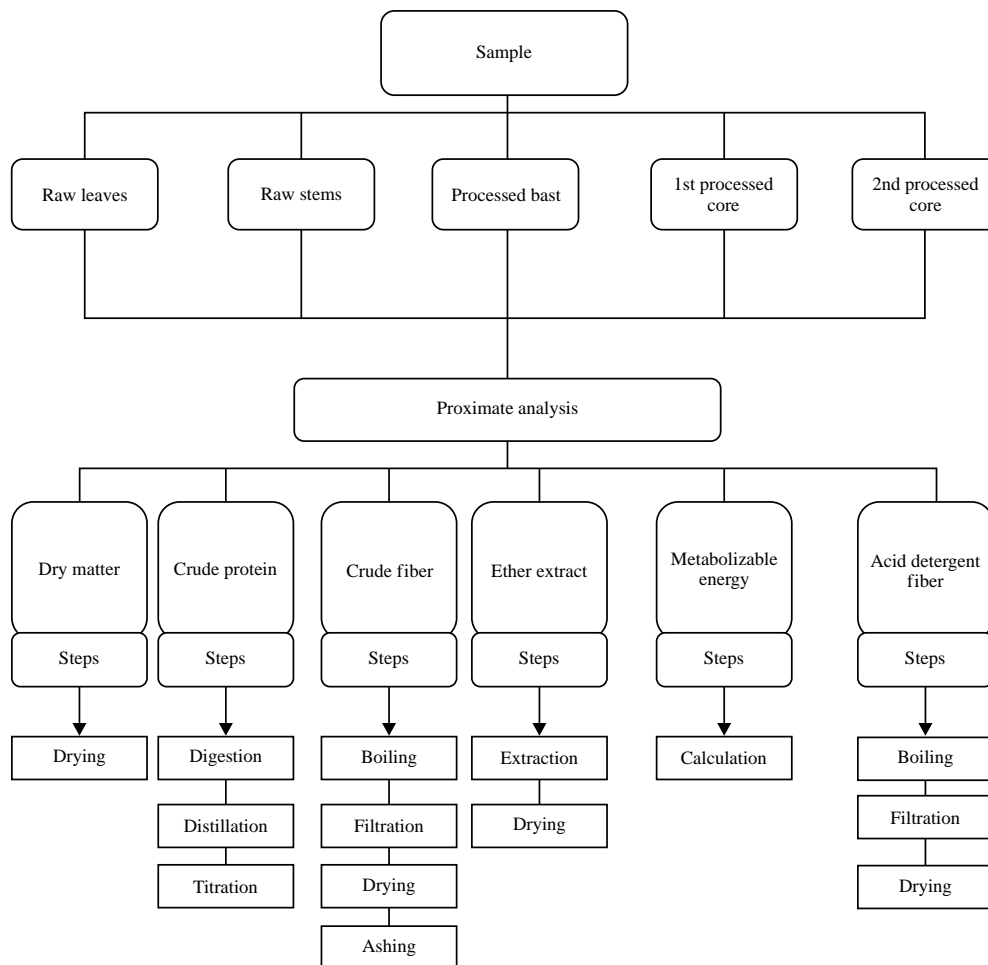 Sample
Raw leaves
Raw stems
Processed bast
1st processed
core
2nd processed
core
Proximate analysis
Dry matter
Crude protein
Crude fiber
Ether extract
Metabolizable
energy
Acid detergent
fiber
Steps
Steps
Steps
Steps
Steps
Steps
Drying
Digestion
Boiling
Extraction
Calculation
Boiling
Distillation
Filtration
Drying
Filtration
Titration
Drying
Drying
Ashing